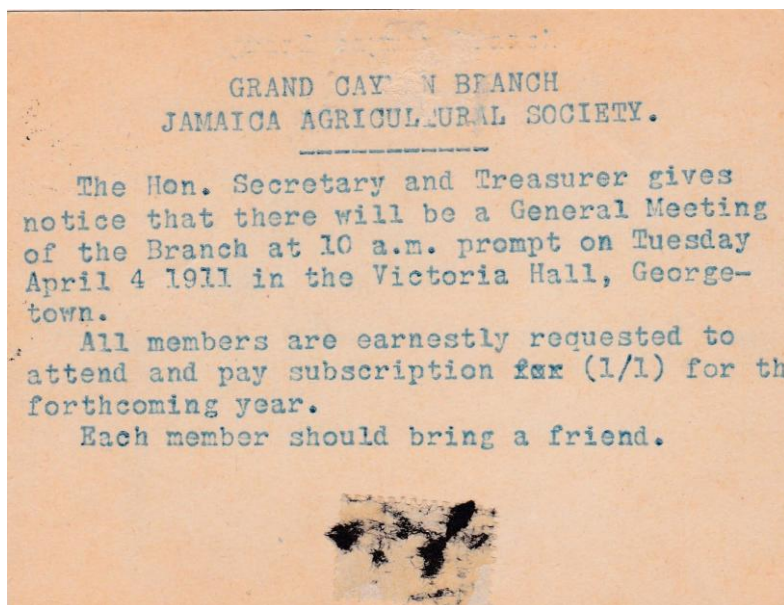 GRAND CAY N BRANCH
JAMAICA AGRICULTURAL SOCIETY.
The Hon. Secretary and Treasurer gives
notice that there will be a General Meeting
of the Branch at 10 a.m. prompt on Tuesday
April 4 1911 in the Victoria Hall, George-
town.
All members are earnestly requested to
attend and pay subscription (1/1) for th
forthcoming year.
Each member should bring a friend.